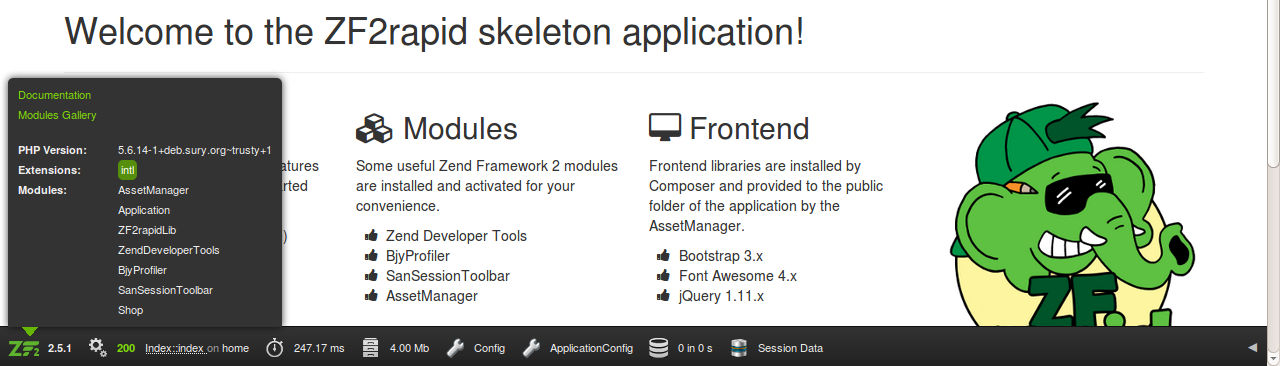 Welcome to the ZF2rapid skeleton application!
Documentation
Modules Gallery
PHP Version: 5.6.14-1+deb.sury.org~trusty+1
Extensions: intl
Modules: AssetManager
Application
ZF2rapidLib
ZendDeveloperTools
BjyProfiler
SanSessionToolbar
Shop
Modules
Some useful Zend Framework 2 modules
are installed and activated for your
convenience.
Zend Developer Tools
BjyProfiler
SanSessionToolbar
AssetManager
Frontend
Frontend libraries are installed by
Composer and provided to the public
folder of the application by the
AssetManager.
Bootstrap 3.x
Font Awesome 4.x
jQuery 1.11.x
ZF
ZF2 2.5.1 200 Index::index on home 247.17 ms 4.00 Mb Config ApplicationConfig 0 in 0 s Session Data